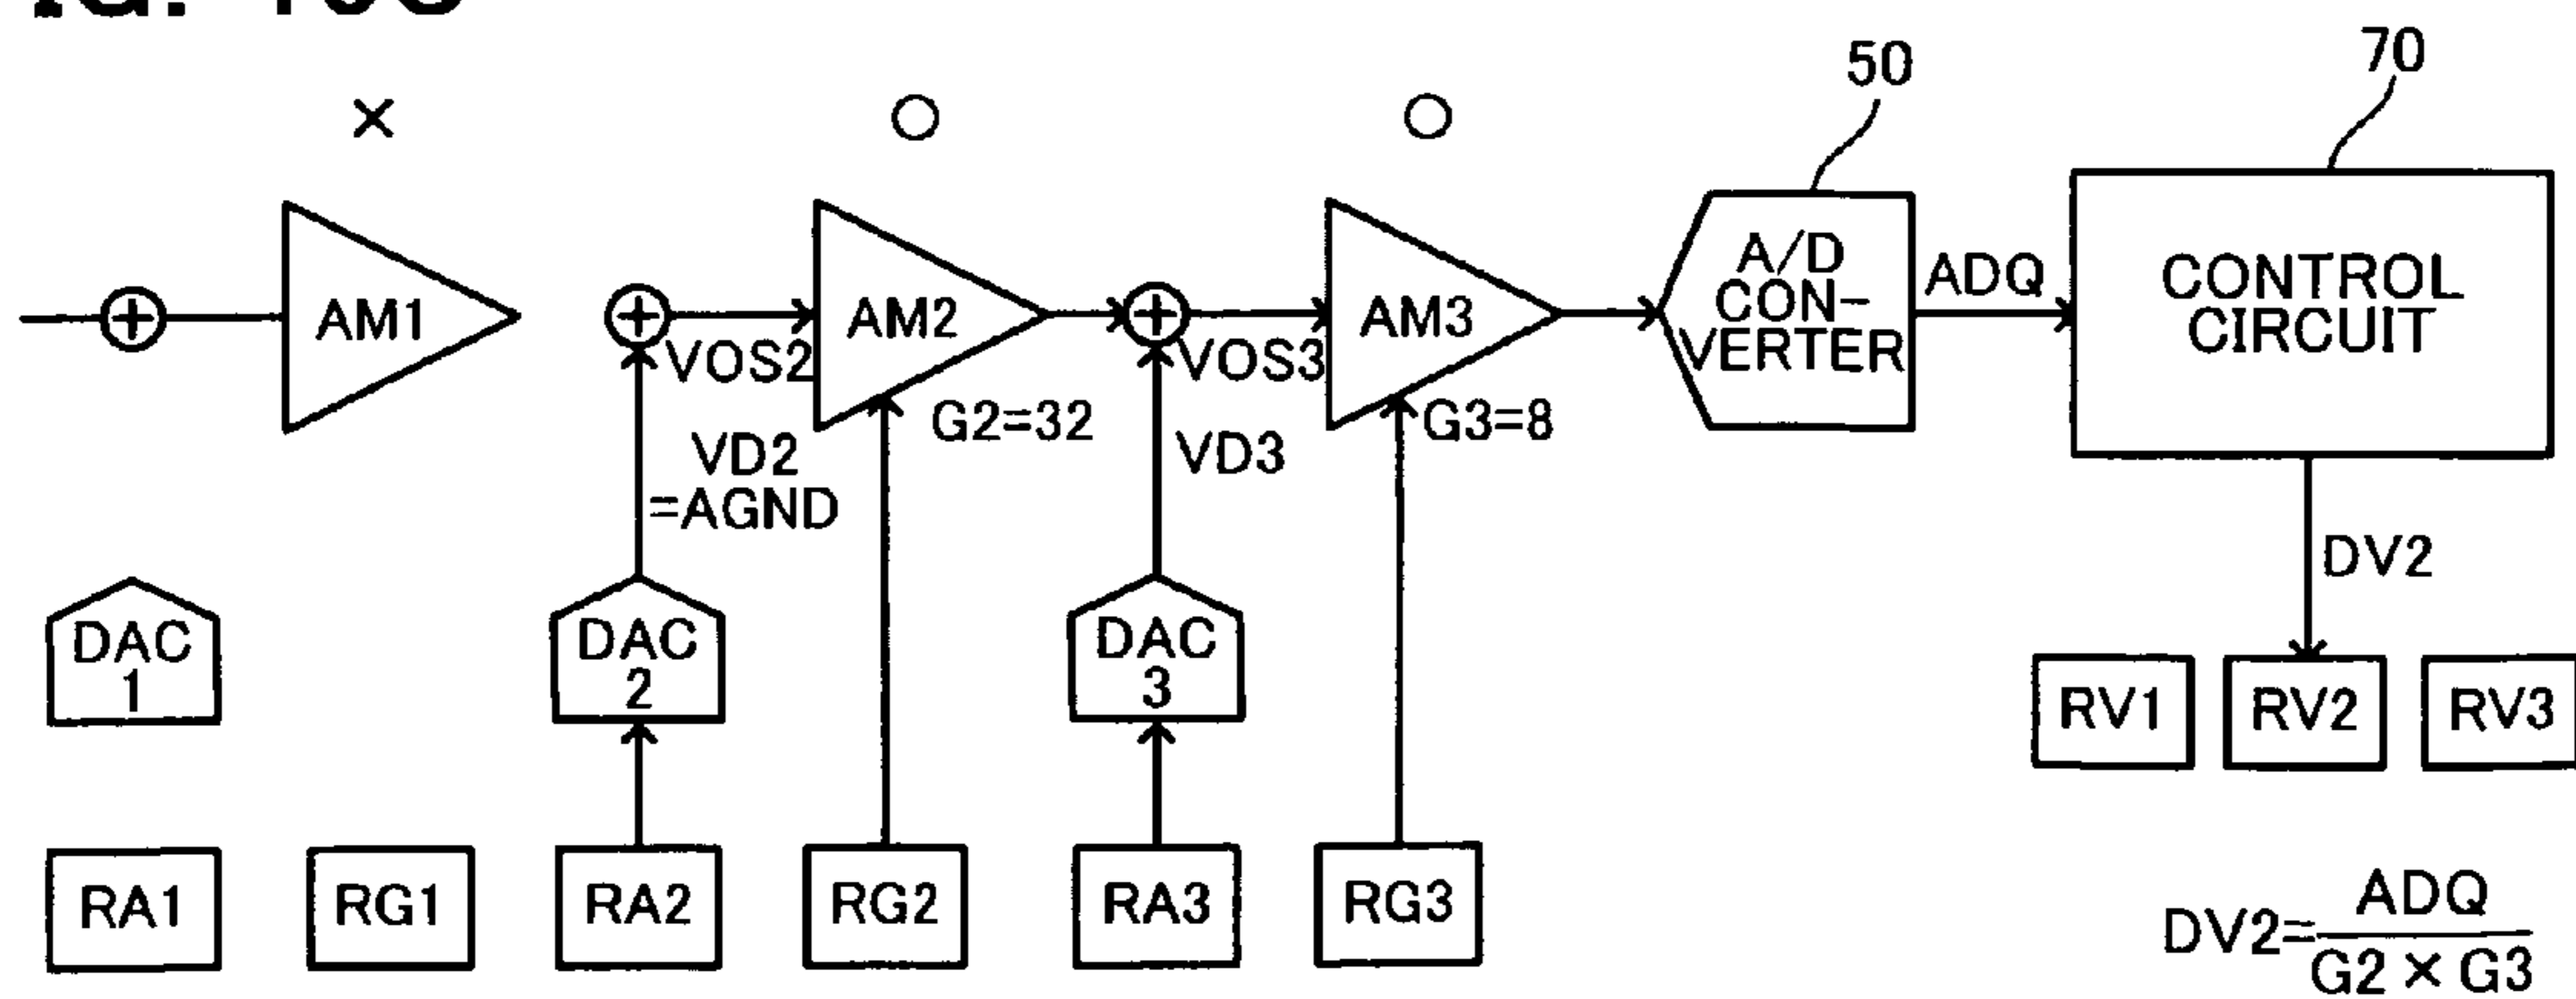 50
70
×
○
○
AM1
AM2
AM3
A/D
CON-
VERTER
ADQ
CONTROL
CIRCUIT
VOS2
VOS3
G2=32
G3=8
VD2
=AGND
VD3
DV2
DAC
1
DAC
2
DAC
3
RV1
RV2
RV3
RA1
RG1
RA2
RG2
RA3
RG3
DV2=ADQ
G2 × G3